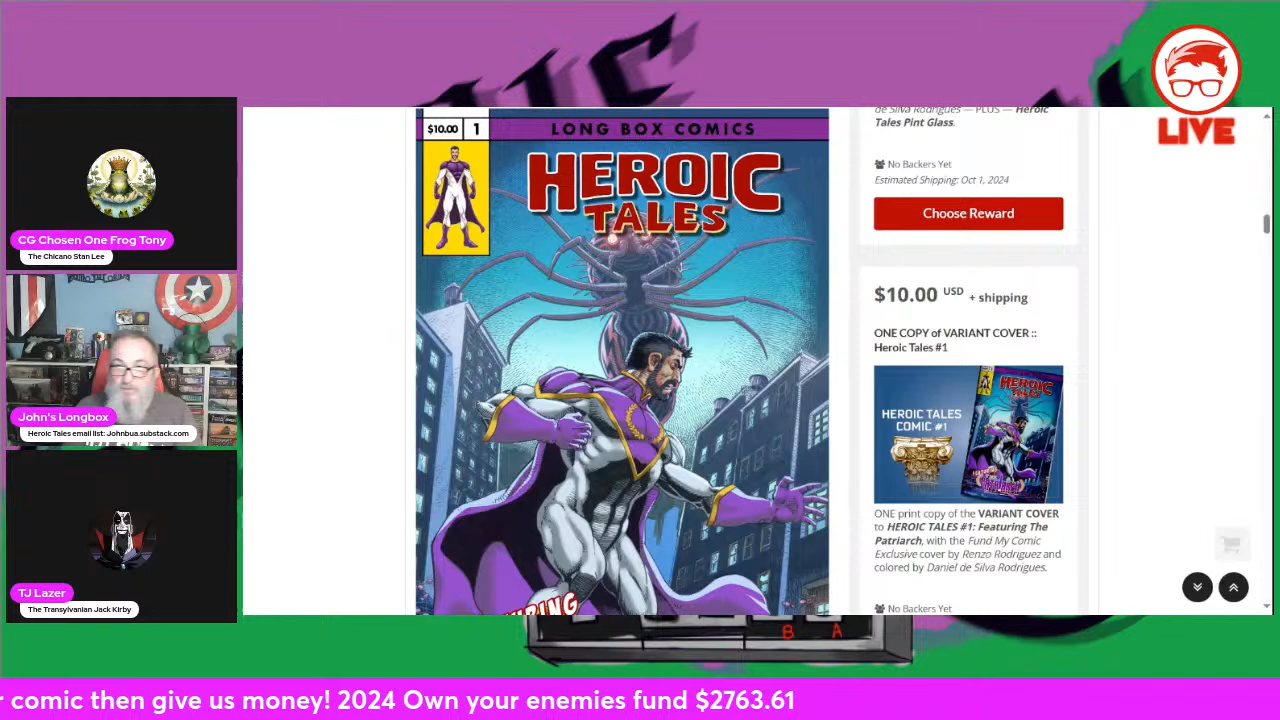 LIVE
CG Chosen One Frog Tony
The Chicano Stan Lee
John's Longbox
Heroic Tales email list: Johnbua.substack.com
TJ Lazer
The Transylvanian Jack Kirby
$10.00
1
LONG BOX COMICS
HEROIC
TALES
de Silva Rodrigues — PLUS — Heroic
Tales Pint Glass.
No Backers Yet
Estimated Shipping: Oct 1, 2024
Choose Reward
$10.00 USD + shipping
ONE COPY of VARIANT COVER ::
Heroic Tales #1
HEROIC TALES
COMIC #1
HEROIC
TALES
ONE print copy of the VARIANT COVER
to HEROIC TALES #1: Featuring The
Patriarch, with the Fund My Comic
Exclusive cover by Renzo Rodriguez and
colored by Daniel de Silva Rodrigues.
No Backers Yet
B A
r comic then give us money! 2024 Own your enemies fund $2763.61